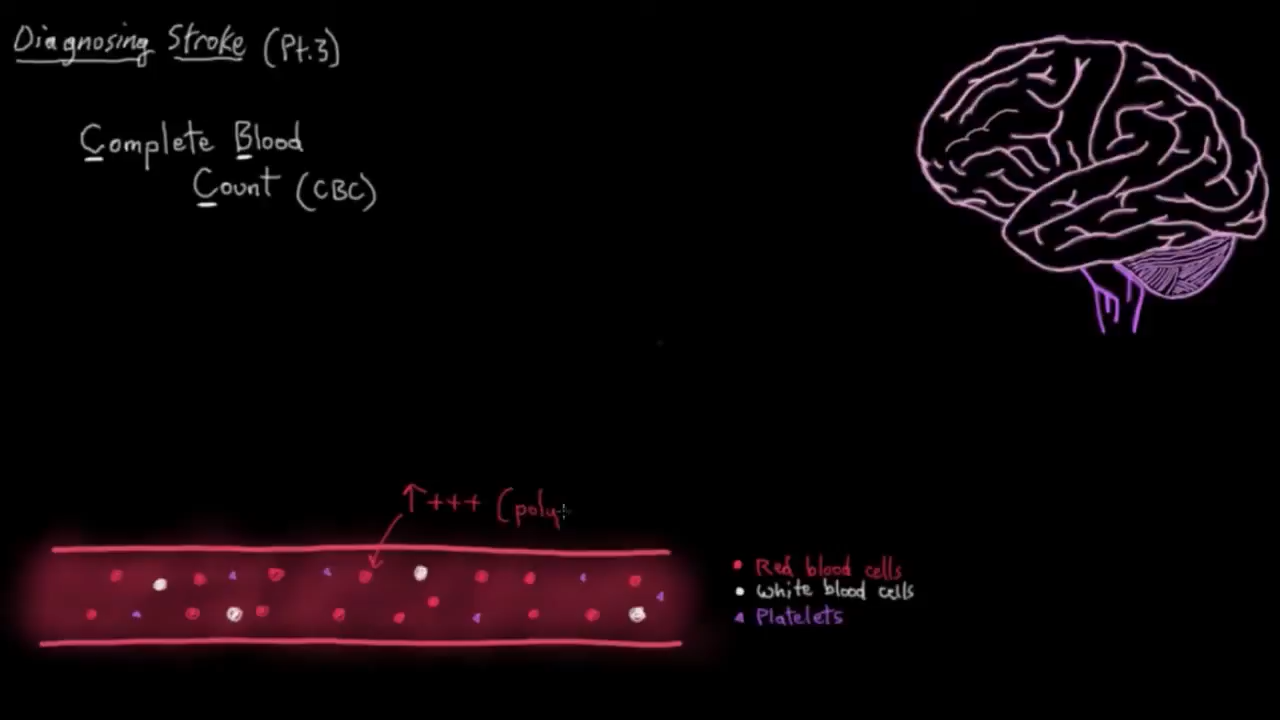 Diagnosing Stroke (Pt.3)
Complete Blood
Count (CBC)
↑+++ (poly
Red blood cells
White blood cells
Platelets